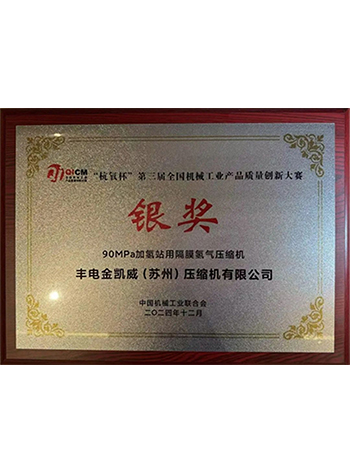 QICM
“杭氧杯”第三届全国机械工业产品质量创新大赛
银奖
90MPa加氢站用隔膜氢气压缩机
丰电金凯威（苏州）压缩机有限公司
中国机械工业联合会
二〇二四年十二月